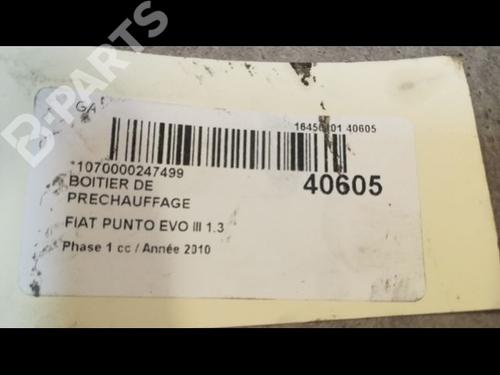 B-PARTS
GA
16450101 40605
*1070000247499
BOITIER DE
40605
PRECHAUFFAGE
FIAT PUNTO EVO III 1.3
Phase 1 cc / Année 2010